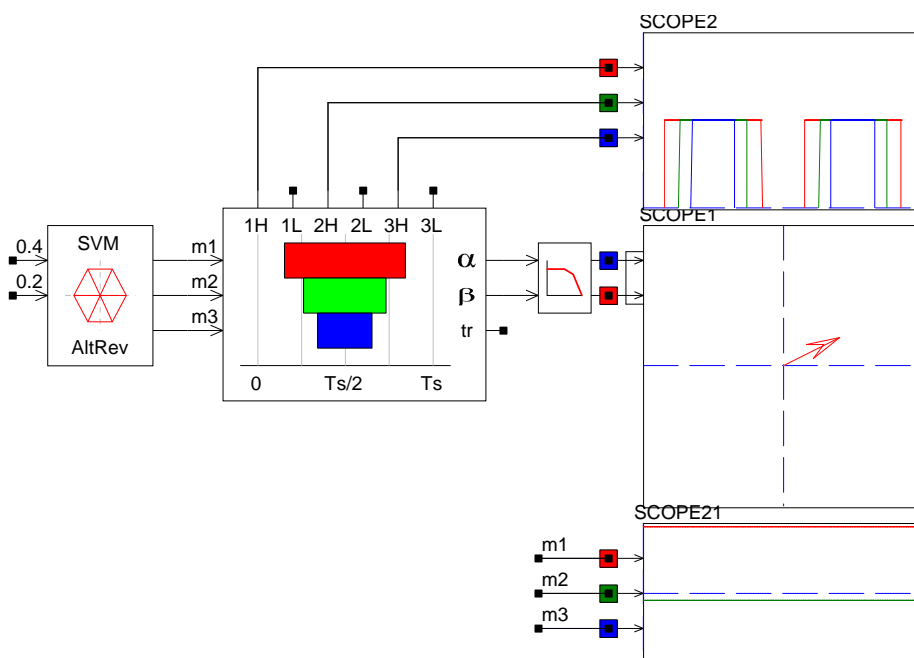 SCOPE2
1H 1L 2H 2L 3H 3L
SCOPE1
0.4
0.2
SVM
AltRev
m1
m2
m3
α
β
tr
0 Ts/2 Ts
SCOPE21
m1
m2
m3